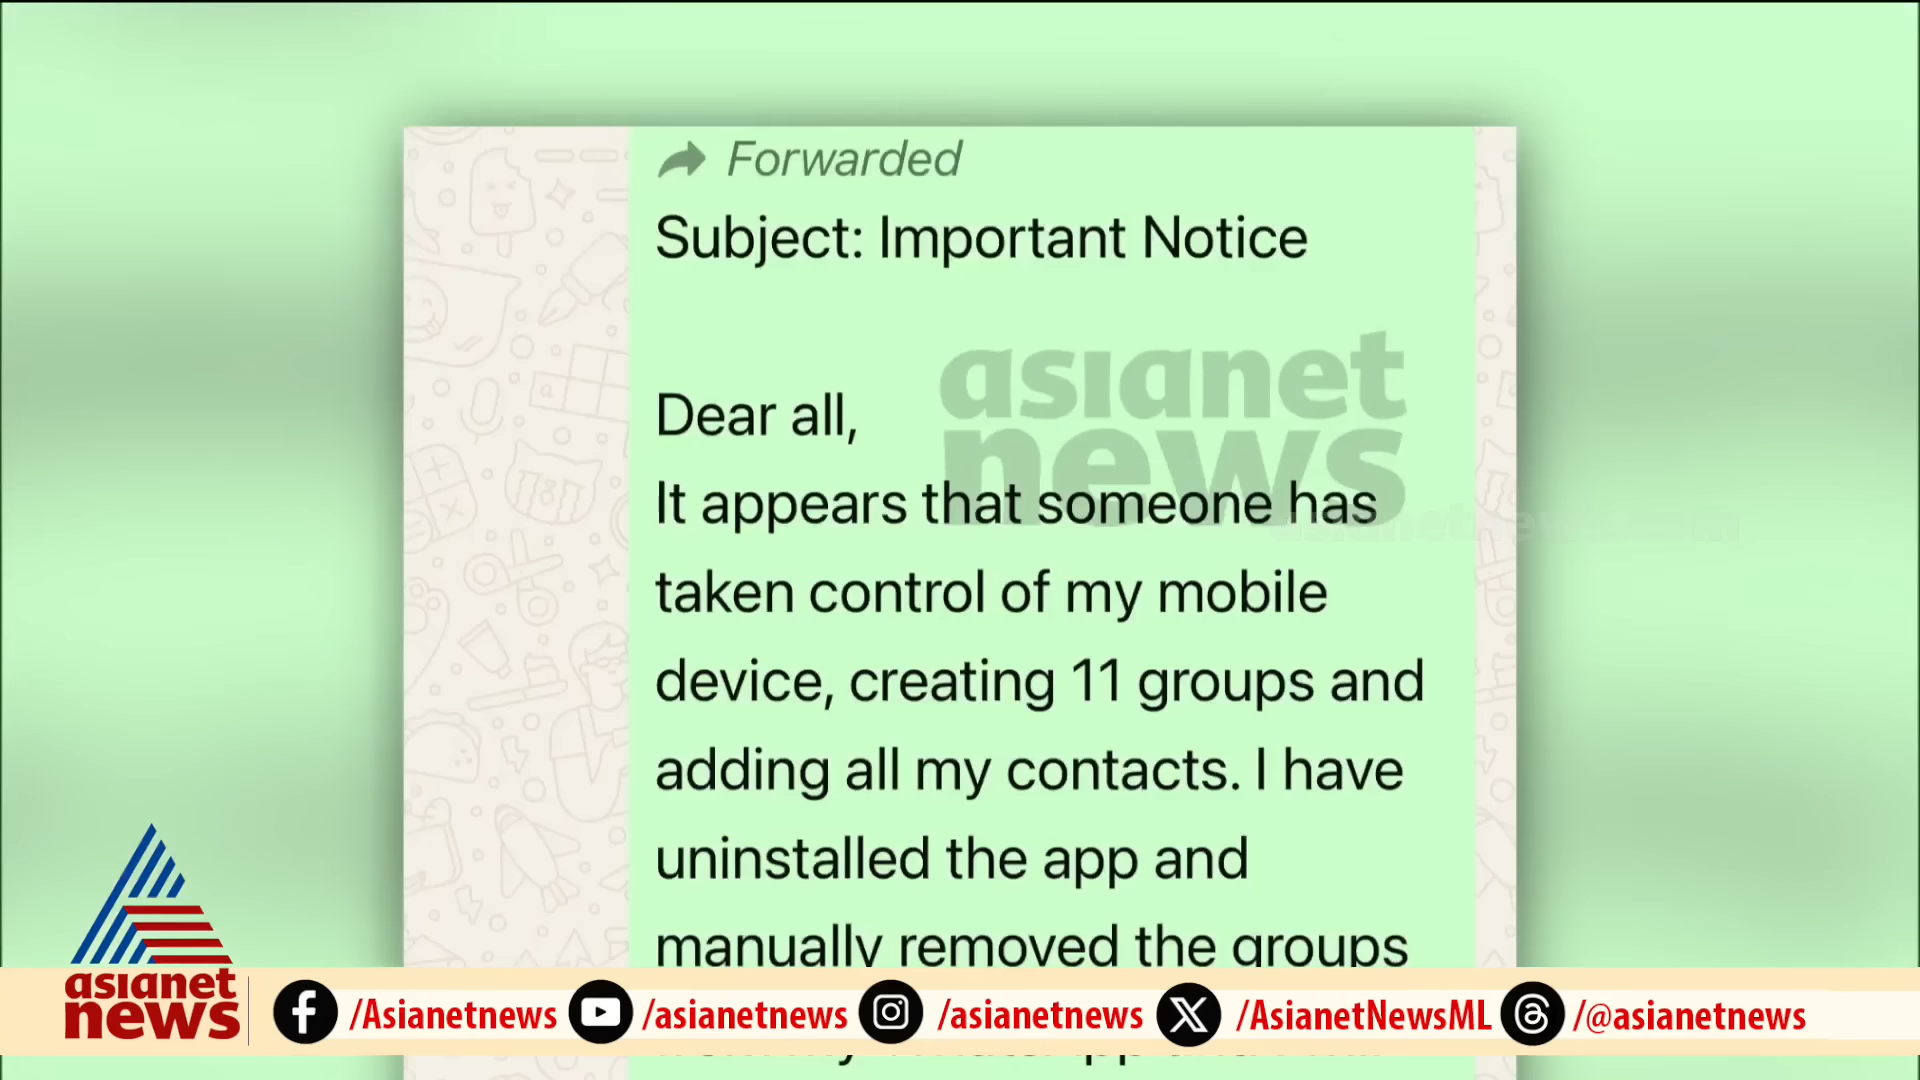 Forwarded
Subject: Important Notice
asianet
news
Dear all,
It appears that someone has
taken control of my mobile
device, creating 11 groups and
adding all my contacts. I have
uninstalled the app and
manually removed the groups
asianet
news
/Asianetnews
/asianetnews
/asianetnews
/AsianetNewsML
/@asianetnews